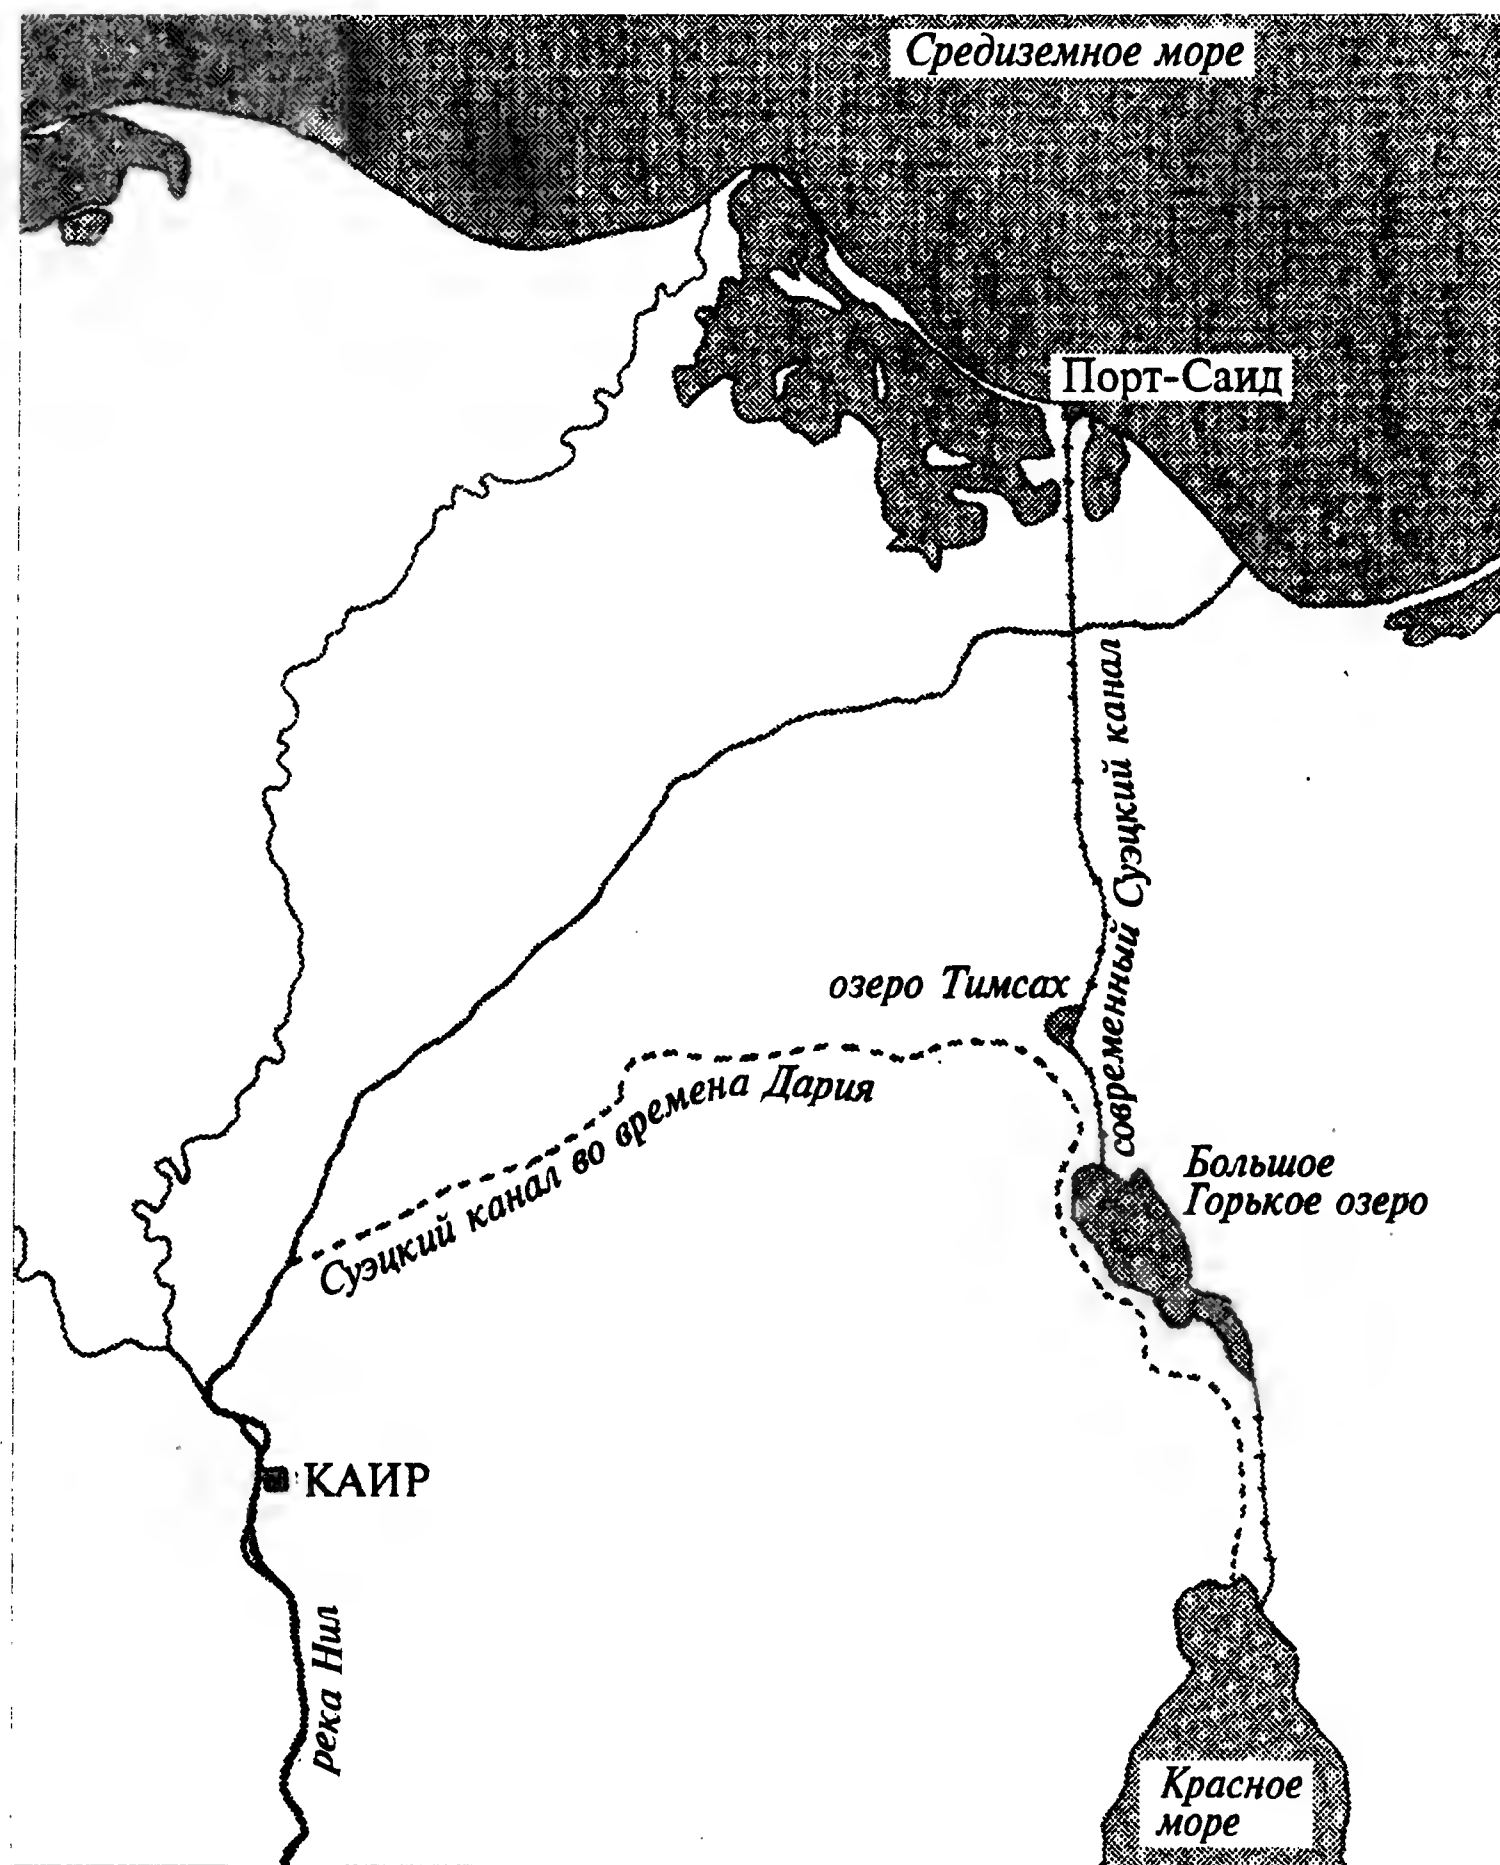 Средиземное море
Порт-Саид
современный Суэцкий канал
озеро Тимсах
Суэцкий канал во времена Дария
Большое
Горькое озеро
КАИР
река Нил
Красное
море